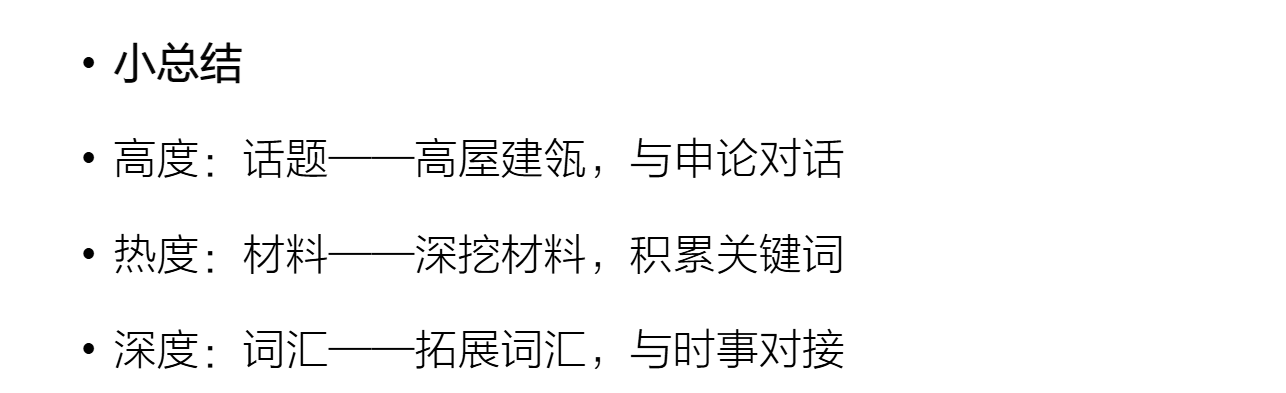 • 小总结
• 高度：话题——高屋建瓴，与申论对话
• 热度：材料——深挖材料，积累关键词
• 深度：词汇——拓展词汇，与时事对接